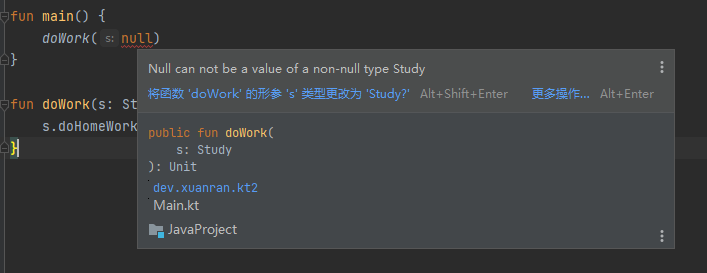 fun main() {
doWork( s: null)
}
Null can not be a value of a non-null type Study
将函数 'doWork' 的形参 's' 类型更改为 'Study?' Alt+Shift+Enter 更多操作... Alt+Enter
fun doWork(s: St
s.doHomeWork
}
public fun doWork(
s: Study
): Unit
dev.xuanran.kt2
Main.kt
JavaProject